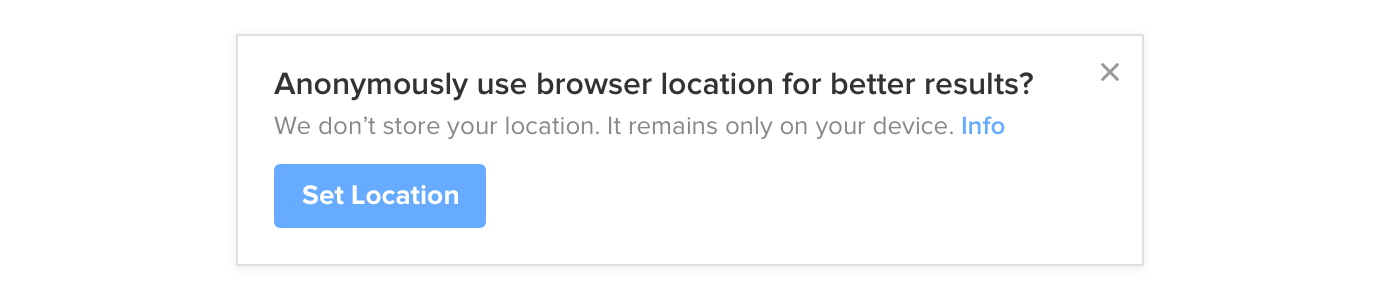 Anonymously use browser location for better results?
We don’t store your location. It remains only on your device. Info
Set Location